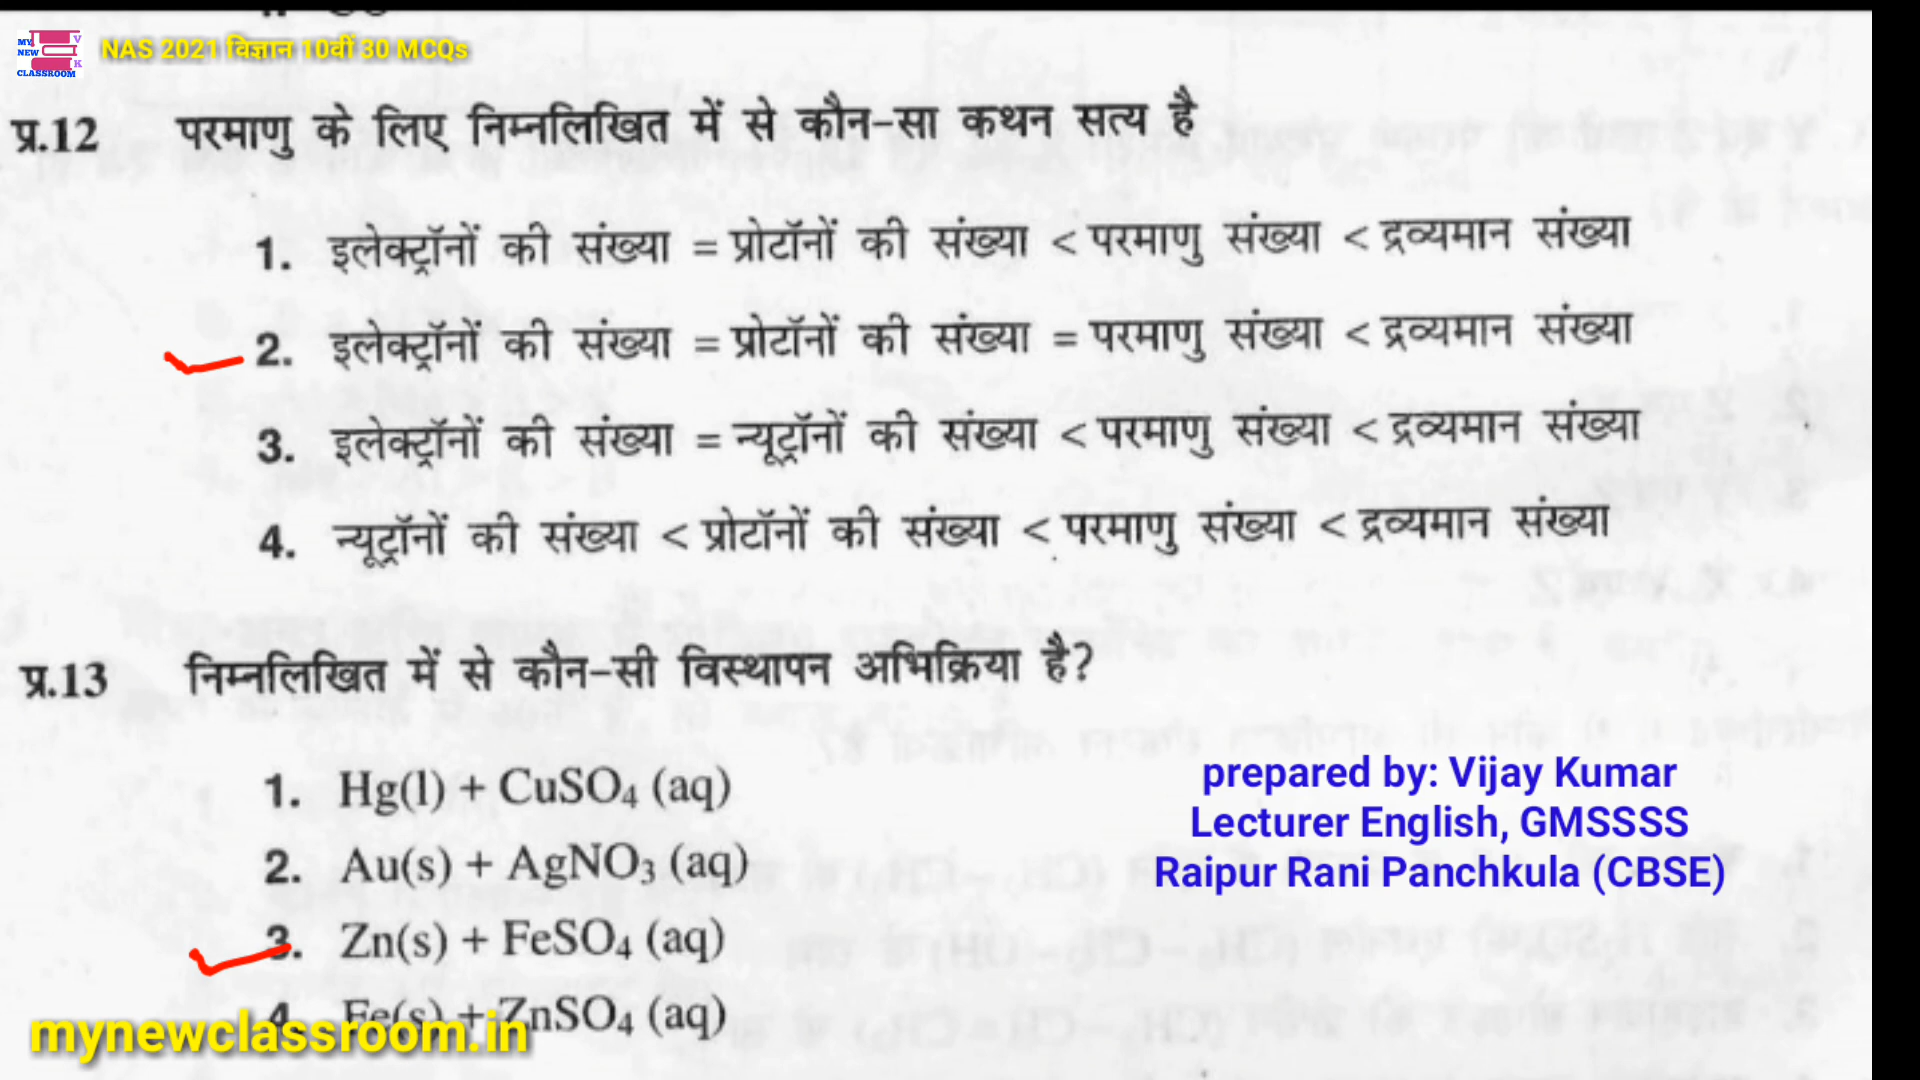 MY NEW CLASSROOM V K
NAS 2021 विज्ञान 10वीं 30 MCQs
प्र.12 परमाणु के लिए निम्नलिखित में से कौन-सा कथन सत्य है
1. इलेक्ट्रॉनों की संख्या = प्रोटॉनों की संख्या < परमाणु संख्या < द्रव्यमान संख्या
2. इलेक्ट्रॉनों की संख्या = प्रोटॉनों की संख्या = परमाणु संख्या < द्रव्यमान संख्या
3. इलेक्ट्रॉनों की संख्या = न्यूट्रॉनों की संख्या < परमाणु संख्या < द्रव्यमान संख्या
4. न्यूट्रॉनों की संख्या < प्रोटॉनों की संख्या < परमाणु संख्या < द्रव्यमान संख्या
प्र.13 निम्नलिखित में से कौन-सी विस्थापन अभिक्रिया है?
1. Hg(l) + CuSO₄ (aq)
2. Au(s) + AgNO₃ (aq)
3. Zn(s) + FeSO₄ (aq)
4. Fe(s) + ZnSO₄ (aq)
prepared by: Vijay Kumar
Lecturer English, GMSSSS
Raipur Rani Panchkula (CBSE)
mynewclassroom.in